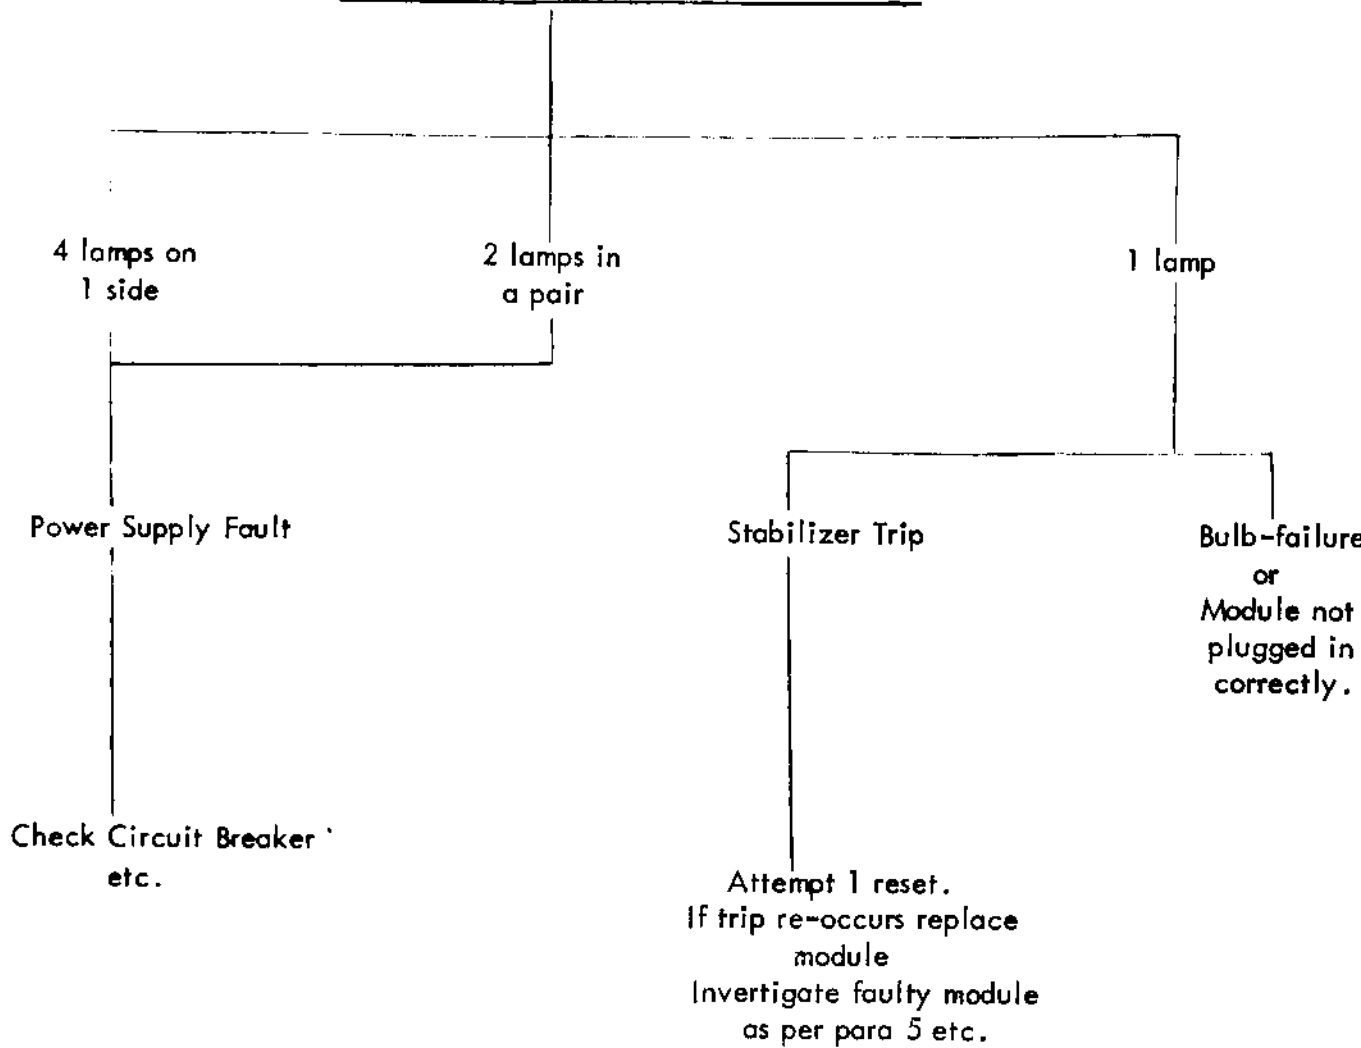 4 lamps on
1 side
2 lamps in
a pair
1 lamp
Power Supply Fault
Stabilizer Trip
Bulb-failure
or
Module not
plugged in
correctly.
Check Circuit Breaker
etc.
Attempt 1 reset.
If trip re-occurs replace
module
Invertigate faulty module
as per para 5 etc.